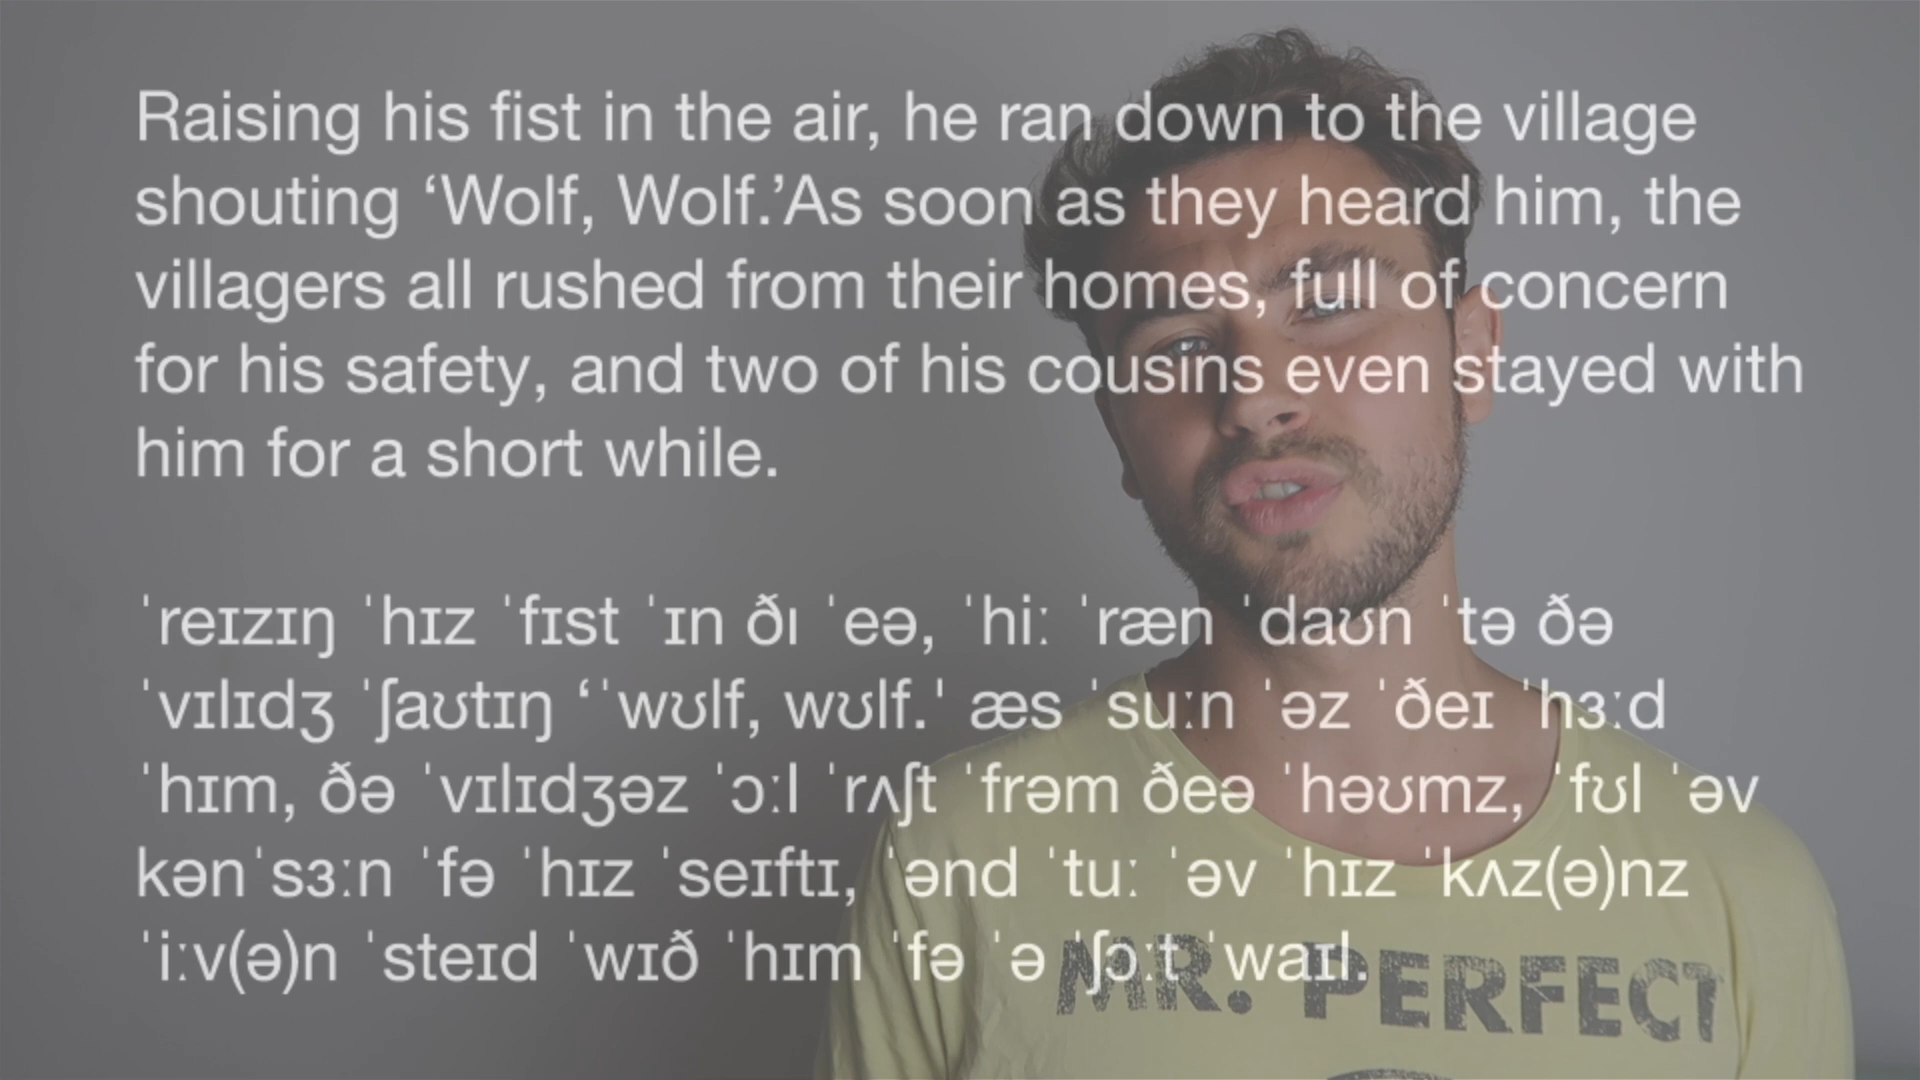 Raising his fist in the air, he ran down to the village
shouting ‘Wolf, Wolf.’As soon as they heard him, the
villagers all rushed from their homes, full of concern
for his safety, and two of his cousins even stayed with
him for a short while.
ˈreɪzɪŋ ˈhɪz ˈfɪst ˈɪn ðı ˈeə, ˈhiː ˈræn ˈdaʊn ˈtə ðə
ˈvɪlɪdʒ ˈʃaʊtɪŋ ‘ˈwʊlf, wʊlf.' æs ˈsuːn ˈəz ˈðeɪ ˈhɜːd
ˈhɪm, ðə ˈvɪlɪdʒəz ˈɔːl ˈrʌʃt ˈfrəm ðeə ˈhəʊmz, ˈfʊl ˈəv
kənˈsɜːn ˈfə ˈhɪz ˈseɪftɪ, ˈənd ˈtuː ˈəv ˈhɪz ˈkʌz(ə)nz
ˈiːv(ə)n ˈsteɪd ˈwɪð ˈhɪm ˈfə ˈə ˈʃɔːt ˈwaɪl.
MR. PERFECT